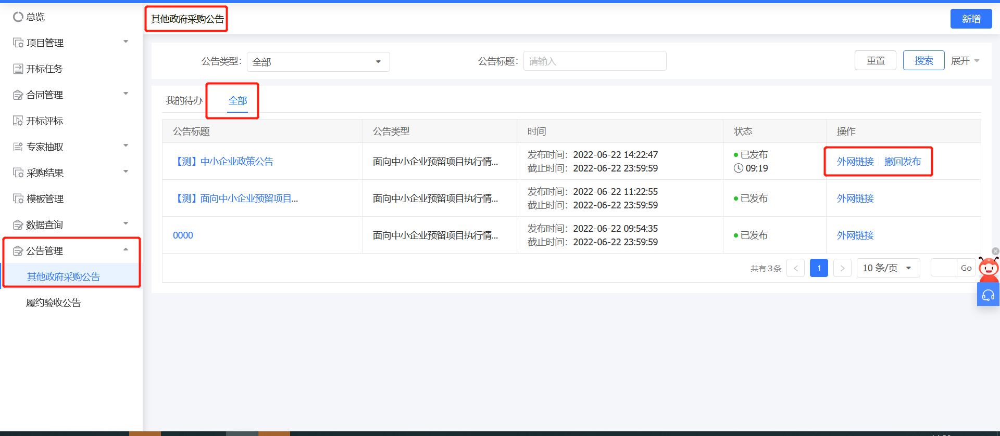 总览
项目管理
开标任务
合同管理
开标评标
专家抽取
采购结果
模板管理
数据查询
公告管理
其他政府采购公告
履约验收公告
其他政府采购公告
新增
公告类型: 全部
公告标题: 请输入
重置 搜索 展开
我的待办 全部
公告标题 公告类型 时间 状态 操作
【测】中小企业政策公告 面向中小企业预留项目执行情... 发布时间: 2022-06-22 14:22:47 已发布 外网链接 撤回发布
截止时间: 2022-06-22 23:59:59 09:19
【测】面向中小企业预留项目... 面向中小企业预留项目执行情... 发布时间: 2022-06-22 11:22:55 已发布 外网链接
截止时间: 2022-06-22 23:59:59
0000 面向中小企业预留项目执行情... 发布时间: 2022-06-22 09:54:35 已发布 外网链接
截止时间: 2022-06-22 23:59:59
共有3条 < 1 > 10 条/页 Go